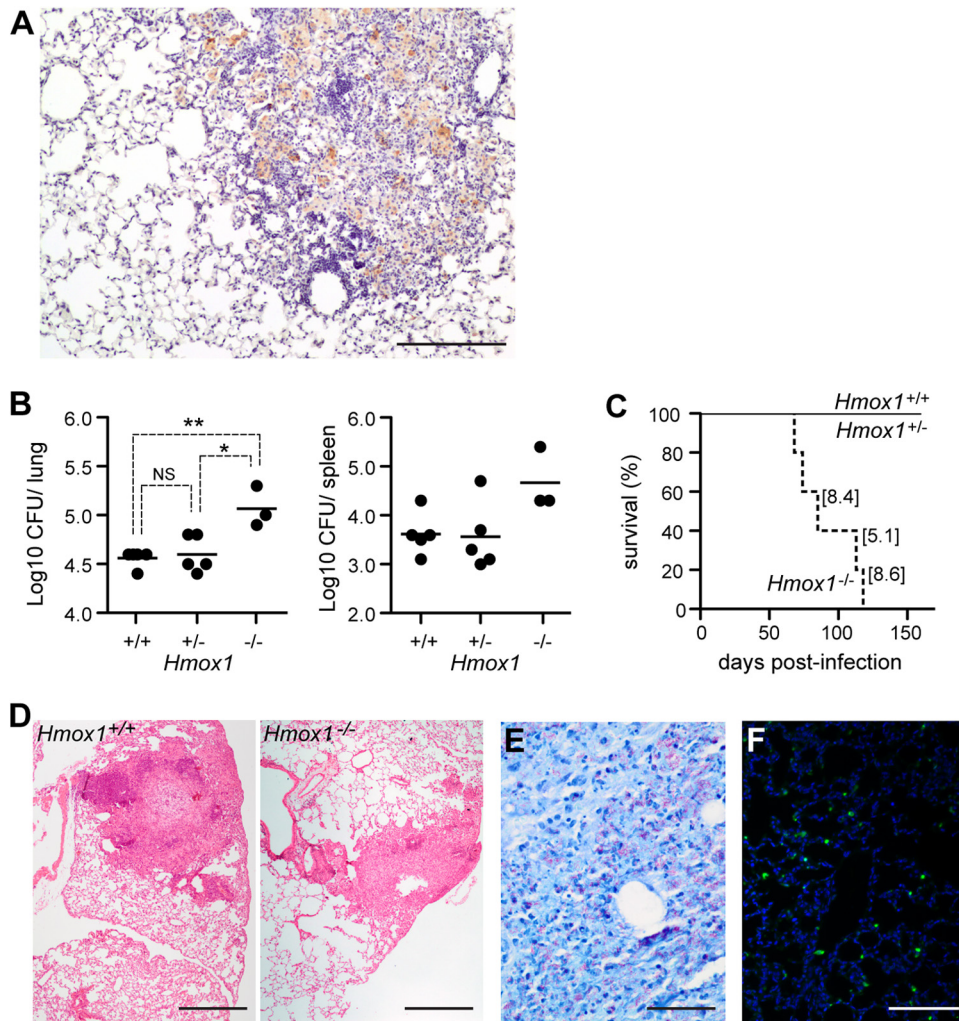 A
B
6.0
5.5
5.0
4.5
4.0
Log10 CFU/ lung
**
*
NS
+/+
+/-
-/-
Hmox1
6.0
5.0
4.0
3.0
2.0
Log10 CFU/ spleen
+/+
+/-
-/-
Hmox1
C
Hmox1+/+
Hmox1+/-
100
80
60
40
20
0
survival (%)
[8.4]
[5.1]
[8.6]
Hmox1-/-
0
50
100
150
days post-infection
D
Hmox1+/+
Hmox1-/-
E
F